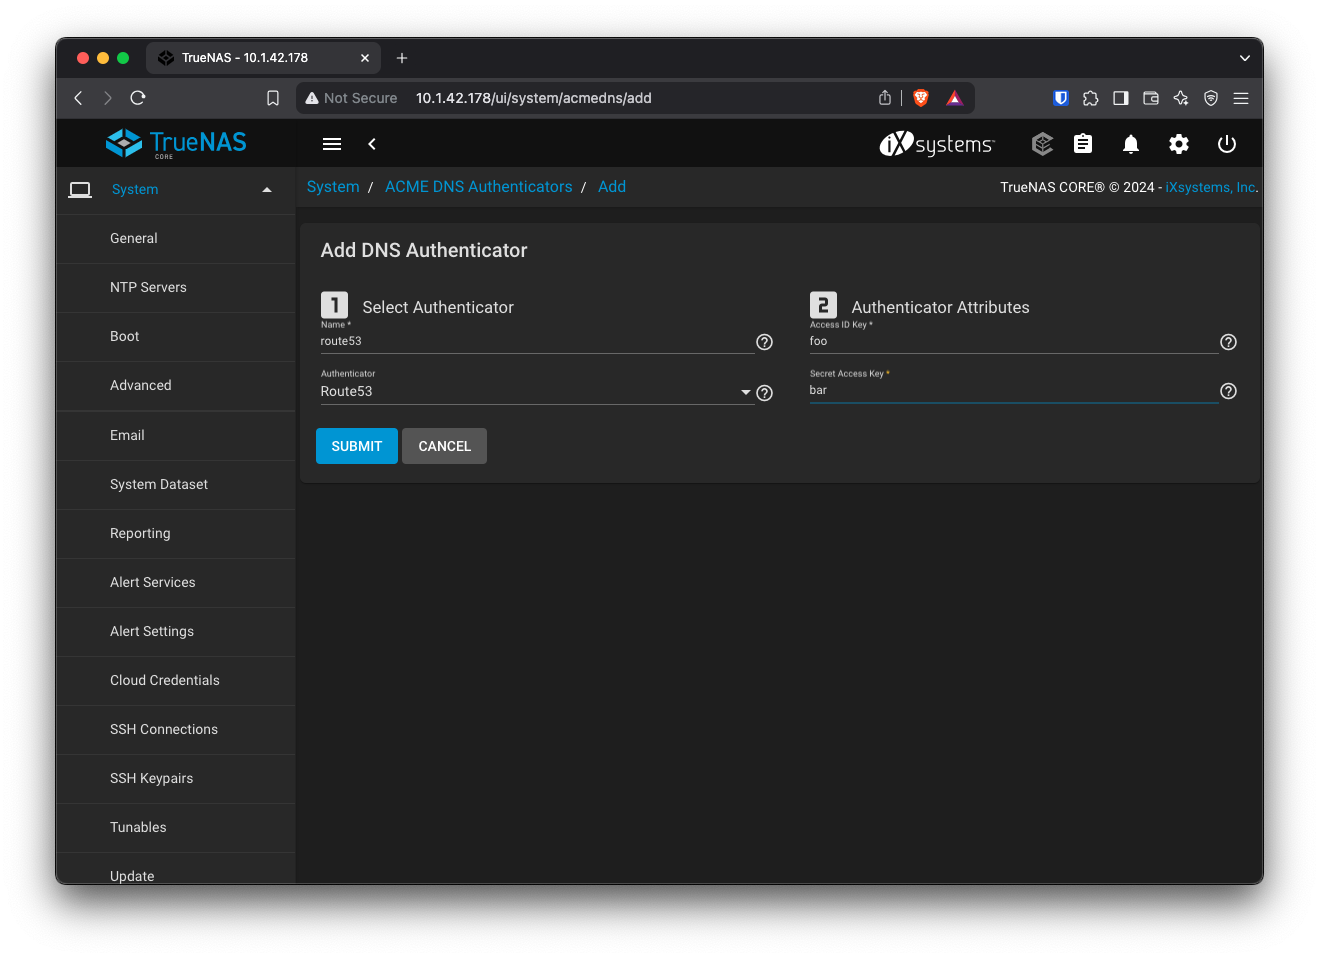 TrueNAS - 10.1.42.178
Not Secure 10.1.42.178/ui/system/acmedns/add
TrueNAS
CORE
iXsystems
System
System / ACME DNS Authenticators / Add
TrueNAS CORE® © 2024 - iXsystems, Inc.
General
NTP Servers
Boot
Advanced
Email
System Dataset
Reporting
Alert Services
Alert Settings
Cloud Credentials
SSH Connections
SSH Keypairs
Tunables
Update
Add DNS Authenticator
1 Select Authenticator
Name *
route53
Authenticator
Route53
2 Authenticator Attributes
Access ID Key *
foo
Secret Access Key *
bar
SUBMIT
CANCEL